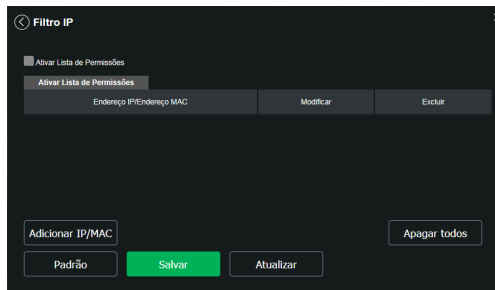 Filtro IP
Ativar Lista de Permissões
Ativar Lista de Permissões
Endereço IP/Endereço MAC Modificar Excluir
Adicionar IP/MAC Apagar todos
Padrão Salvar Atualizar